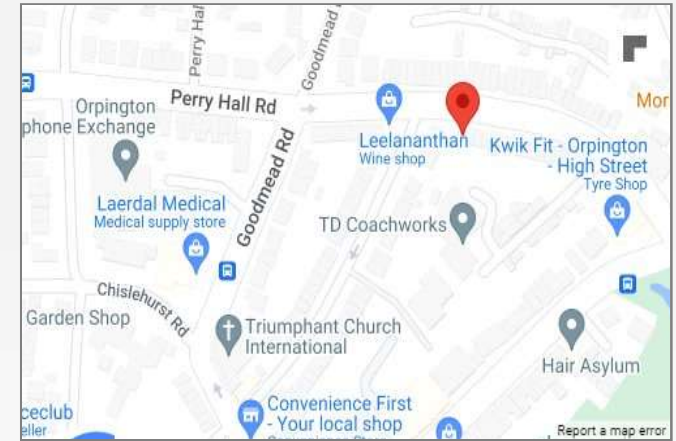 Perry Hal
Goodmead
Orpington
phone Exchange
Perry Hall Rd
Mor
Leelananthan
Wine shop
Kwik Fit - Orpington
- High Street
Tyre Shop
Goodmead Rd
Laerdal Medical
Medical supply store
TD Coachworks
Chislehurst Rd
Garden Shop
Triumphant Church
International
Hair Asylum
Convenience First
- Your local shop
Convenience Store
ceclub
eller
Report a map error